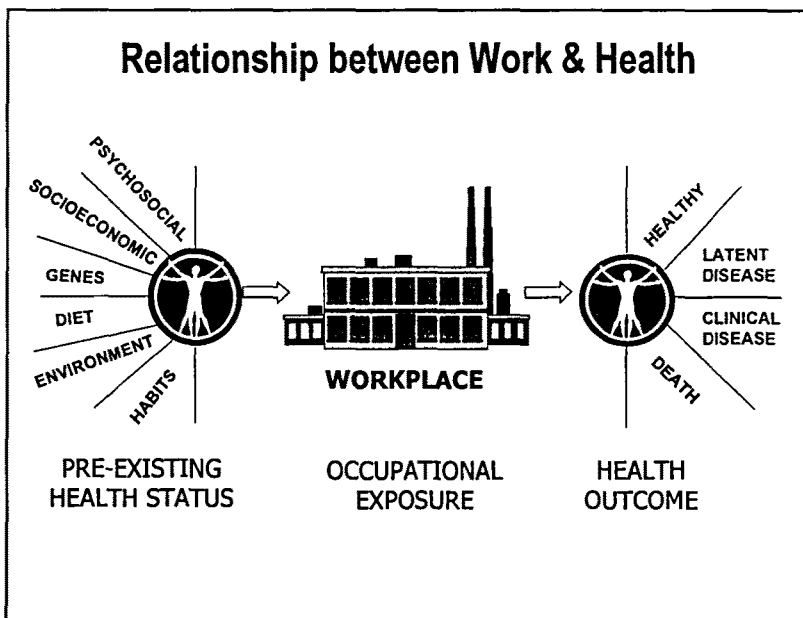 Relationship between Work & Health
PSYCHOSOCIAL
SOCIOECONOMIC
GENES
DIET
ENVIRONMENT
HABITS
WORKPLACE
HEALTHY
LATENT
DISEASE
CLINICAL
DISEASE
DEATH
PRE-EXISTING
HEALTH STATUS
OCCUPATIONAL
EXPOSURE
HEALTH
OUTCOME